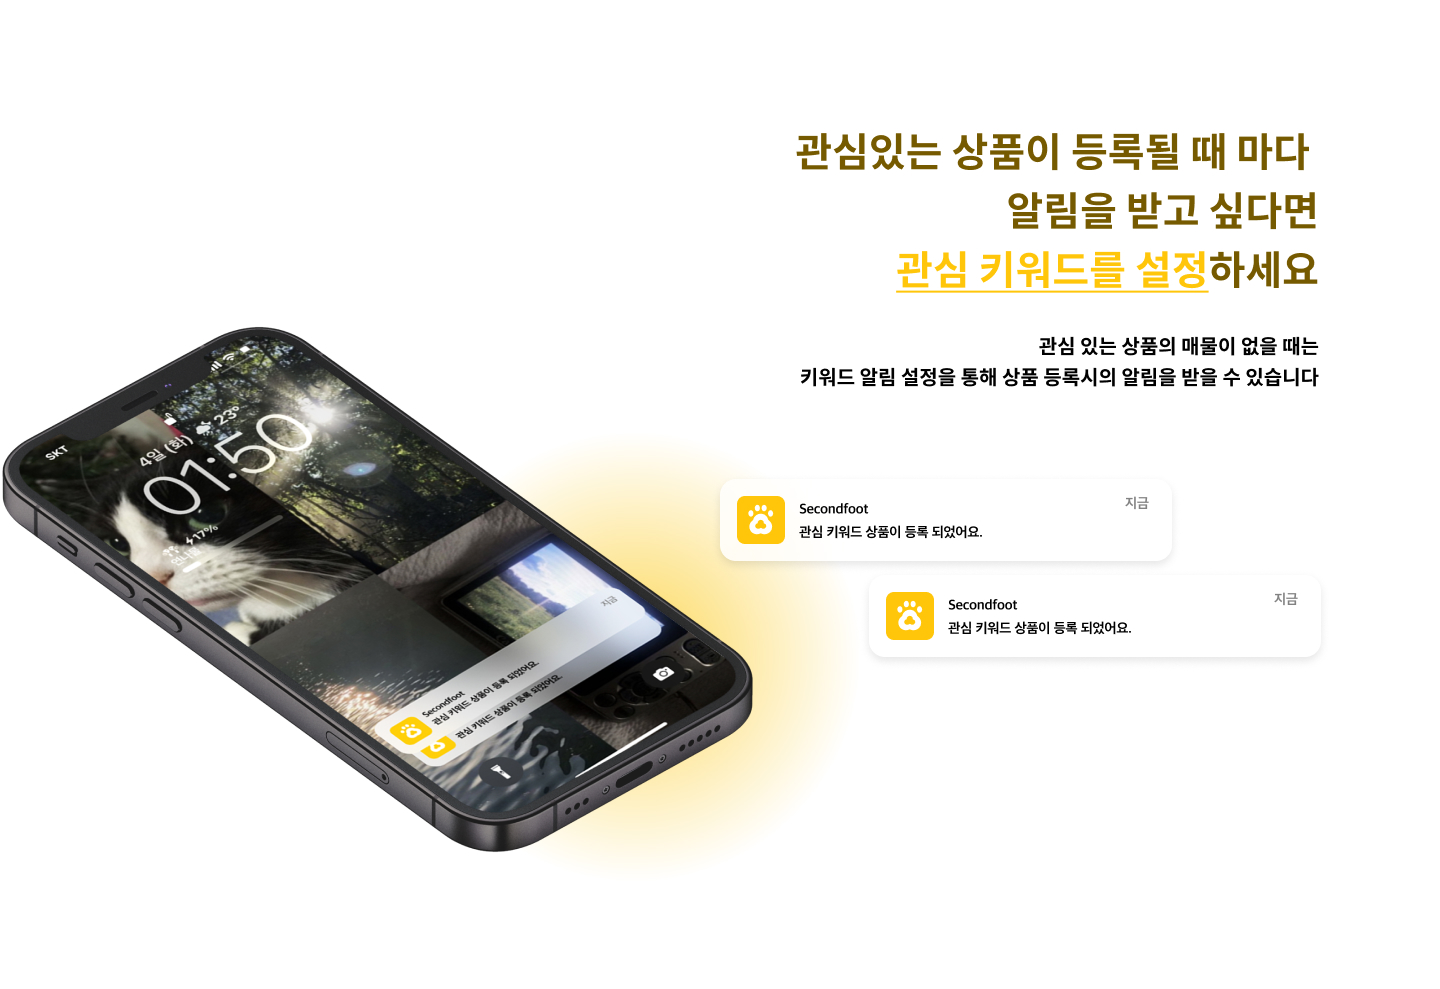 관심있는 상품이 등록될 때 마다
알림을 받고 싶다면
관심 키워드를 설정하세요
관심 있는 상품의 매물이 없을 때는
키워드 알림 설정을 통해 상품 등록시의 알림을 받을 수 있습니다
SKT
4일 (화) 23°
01:50
17%
지금
Secondfoot
관심 키워드 상품이 등록 되었어요.
관심 키워드 상품이 등록 되었어요.
Secondfoot
지금
관심 키워드 상품이 등록 되었어요.
Secondfoot
지금
관심 키워드 상품이 등록 되었어요.